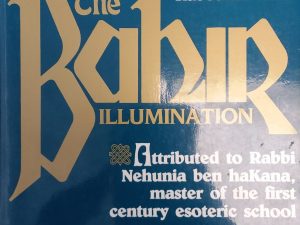 The
Bahir
ILLUMINATION
Attributed to Rabbi
Nehunia ben haKana,
master of the first
century esoteric school